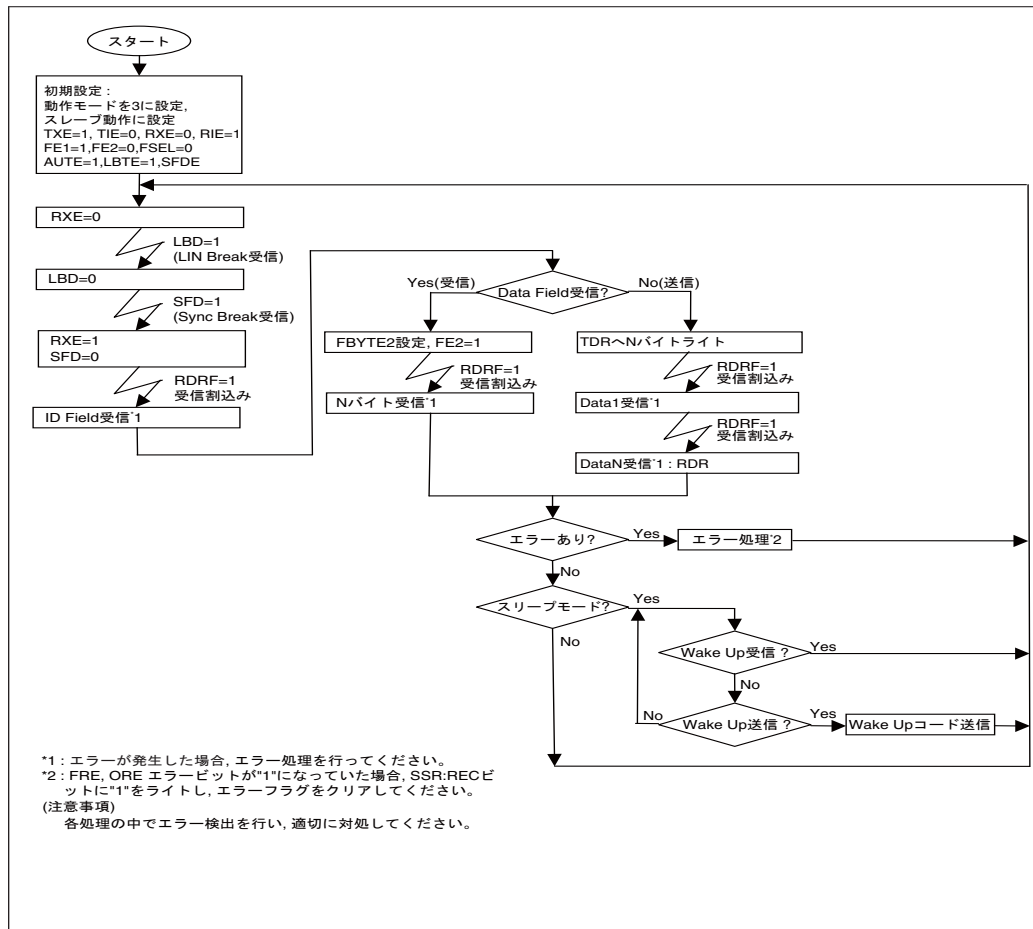 スタート
初期設定 :
動作モードを3に設定,
スレーブ動作に設定
TXE=1, TIE=0, RXE=0, RIE=1
FE1=1,FE2=0,FSEL=0
AUTE=1,LBTE=1,SFDE
RXE=0
LBD=1
(LIN Break受信)
LBD=0
SFD=1
(Sync Break受信)
RXE=1
SFD=0
RDRF=1
受信割込み
ID Field受信*1
Data Field受信?
Yes(受信)
No(送信)
FBYTE2設定, FE2=1
RDRF=1
受信割込み
Nバイト受信*1
TDRへNバイトライト
RDRF=1
受信割込み
Data1受信*1
RDRF=1
受信割込み
DataN受信*1 : RDR
エラーあり?
Yes
エラー処理*2
No
スリープモード?
Yes
No
Wake Up受信 ?
Yes
No
Wake Up送信 ?
No
Yes
Wake Upコード送信
*1 : エラーが発生した場合, エラー処理を行ってください。
*2 : FRE, ORE エラービットが"1"になっていた場合, SSR:RECビ
ットに"1"をライトし, エラーフラグをクリアしてください。
(注意事項)
各処理の中でエラー検出を行い, 適切に対処してください。